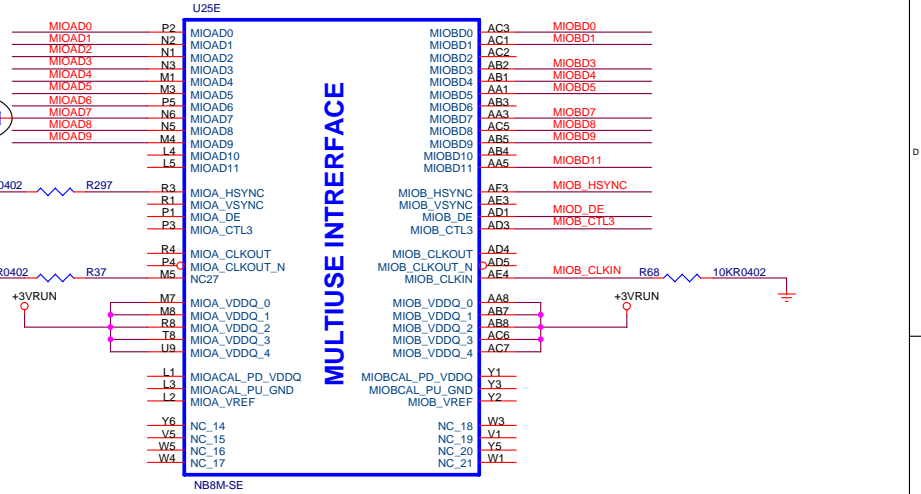 U25E
MIOAD0 P2 MIOAD0 MIOBD0 AC3 MIOBD0
MIOAD1 N2 MIOAD1 MIOBD1 AC1 MIOBD1
MIOAD2 N1 MIOAD2 MIOBD2 AC2
MIOAD3 N3 MIOAD3 MIOBD3 AB2 MIOBD3
MIOAD4 M1 MIOAD4 MIOBD4 AB1 MIOBD4
MIOAD5 M3 MIOAD5 MIOBD5 AA1 MIOBD5
MIOAD6 P5 MIOAD6 MIOBD6 AB3
MIOAD7 N6 MIOAD7 MIOBD7 AA3 MIOBD7
MIOAD8 N5 MIOAD8 MIOBD8 AC5 MIOBD8
MIOAD9 M4 MIOAD9 MIOBD9 AB5 MIOBD9
L4 MIOAD10 MIOBD10 AB4
L5 MIOAD11 MIOBD11 AA5 MIOBD11
D
MULTIUSE INTRERFACE
0402 R297 R3 MIOA_HSYNC MIOB_HSYNC AF3 MIOB_HSYNC
R1 MIOA_VSYNC MIOB_VSYNC AE3
P1 MIOA_DE MIOB_DE AD1 MIOD_DE
P3 MIOA_CTL3 MIOB_CTL3 AD3 MIOB_CTL3
R4 MIOA_CLKOUT MIOB_CLKOUT AD4
P4 MIOA_CLKOUT_N MIOB_CLKOUT_N AD5
R0402 R37 M5 NC27 MIOB_CLKIN AE4 MIOB_CLKIN R68 10KR0402
+3VRUN +3VRUN
M7 MIOA_VDDQ_0 MIOB_VDDQ_0 AA8
M8 MIOA_VDDQ_1 MIOB_VDDQ_1 AB7
R8 MIOA_VDDQ_2 MIOB_VDDQ_2 AB8
T8 MIOA_VDDQ_3 MIOB_VDDQ_3 AC6
U9 MIOA_VDDQ_4 MIOB_VDDQ_4 AC7
L1 MIOACAL_PD_VDDQ MIOBCAL_PD_VDDQ Y1
L3 MIOACAL_PU_GND MIOBCAL_PU_GND Y3
L2 MIOA_VREF MIOB_VREF Y2
Y6 NC_14 NC_18 W3
V5 NC_15 NC_19 V1
W5 NC_16 NC_20 Y5
W4 NC_17 NC_21 W1
NB8M-SE